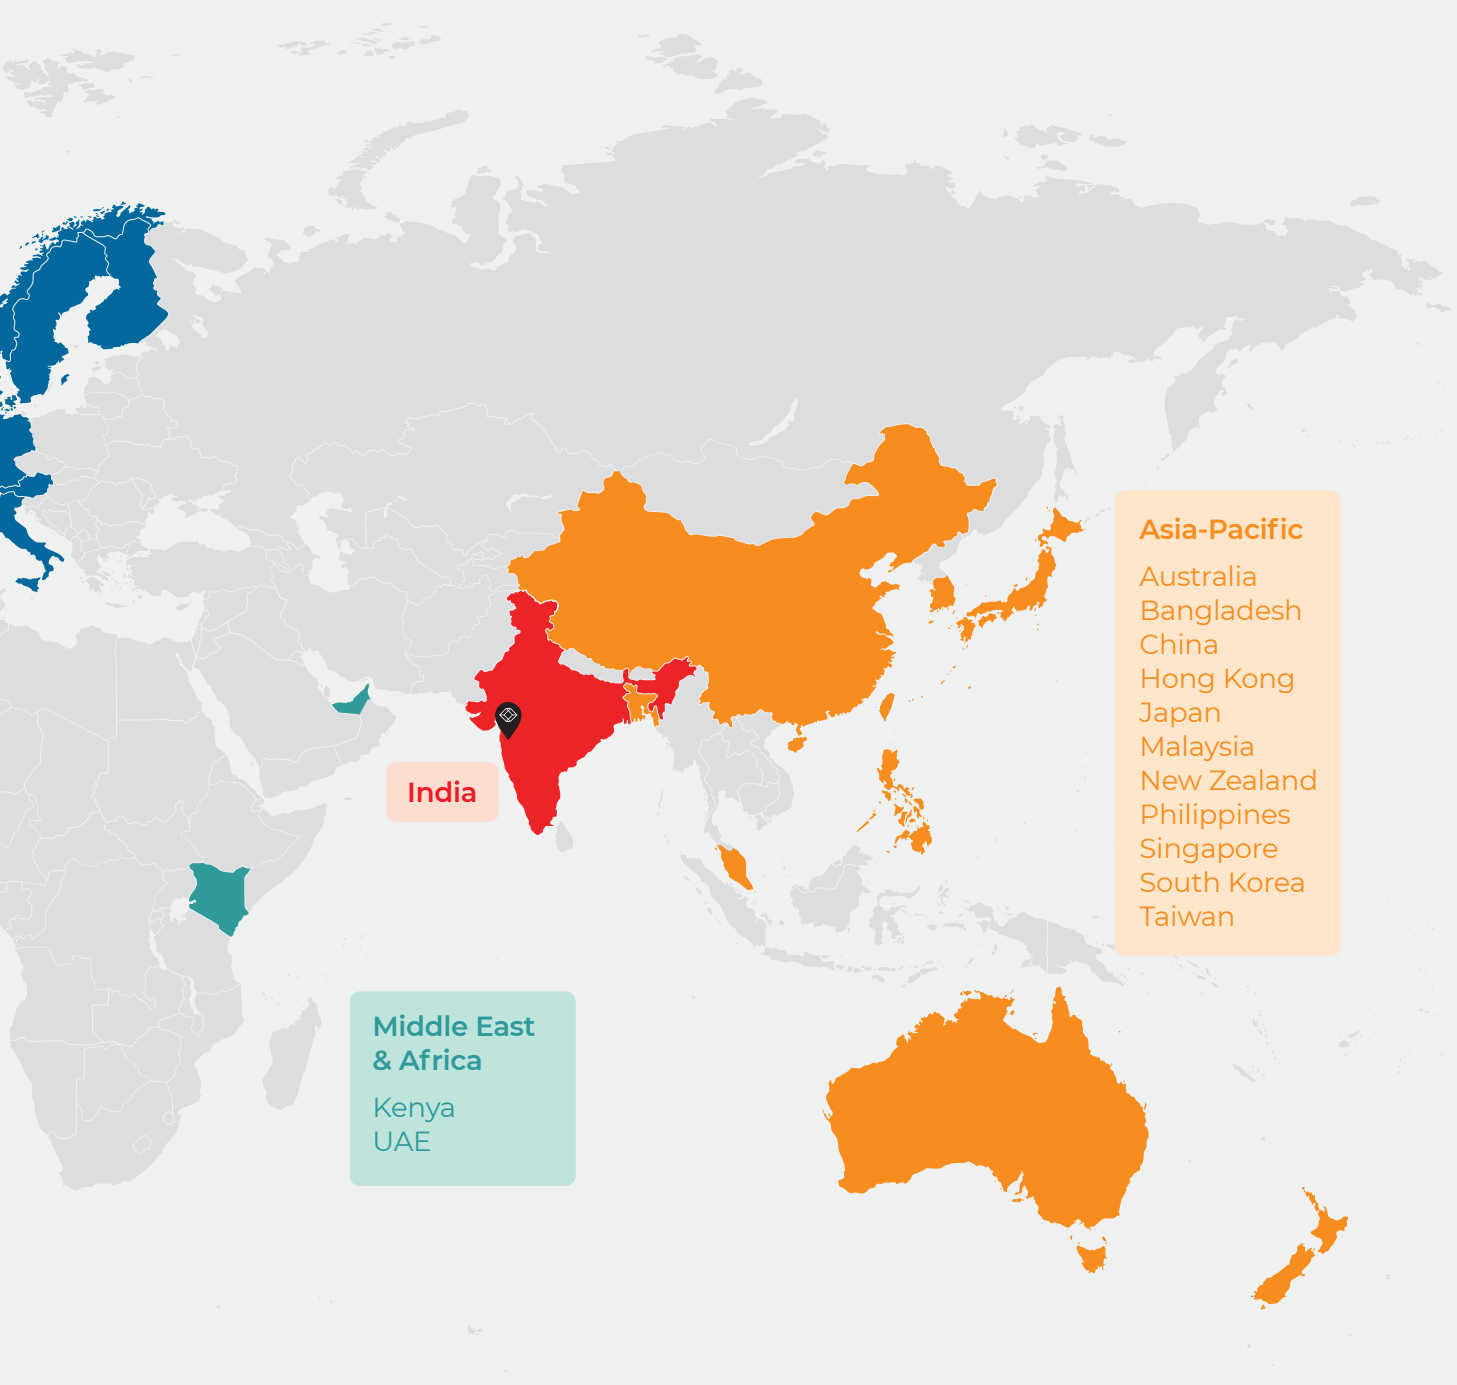 Asia-Pacific
Australia
Bangladesh
China
Hong Kong
Japan
Malaysia
New Zealand
Philippines
Singapore
South Korea
Taiwan
India
Middle East
& Africa
Kenya
UAE